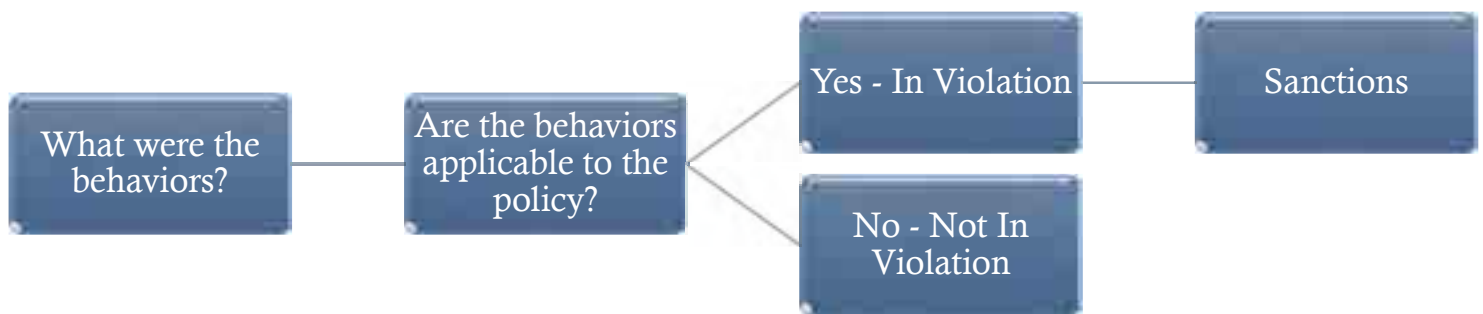 What were the
behaviors?
Are the behaviors
applicable to the
policy?
Yes - In Violation
Sanctions
No - Not In
Violation